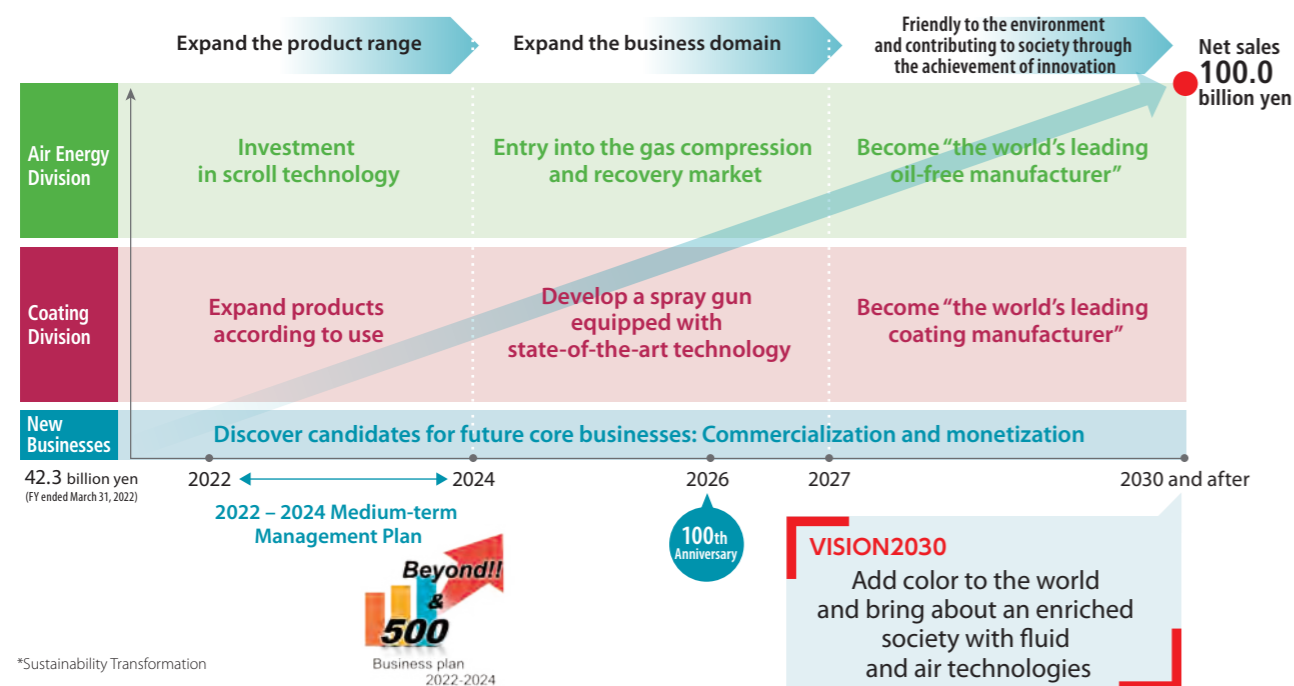 Expand the product range
Expand the business domain
Friendly to the environment
and contributing to society through
the achievement of innovation
Net sales
100.0
billion yen
Air Energy
Division
Investment
in scroll technology
Entry into the gas compression
and recovery market
Become “the world’s leading
oil-free manufacturer”
Coating
Division
Expand products
according to use
Develop a spray gun
equipped with
state-of-the-art technology
Become “the world’s leading
coating manufacturer”
New
Businesses
Discover candidates for future core businesses: Commercialization and monetization
42.3 billion yen
(FY ended March 31, 2022)
2022
2024
2026
2027
2030 and after
2022 – 2024 Medium-term
Management Plan
100th
Anniversary
Beyond!!
&
500
Business plan
2022-2024
VISION2030
Add color to the world
and bring about an enriched
society with fluid
and air technologies
*Sustainability Transformation